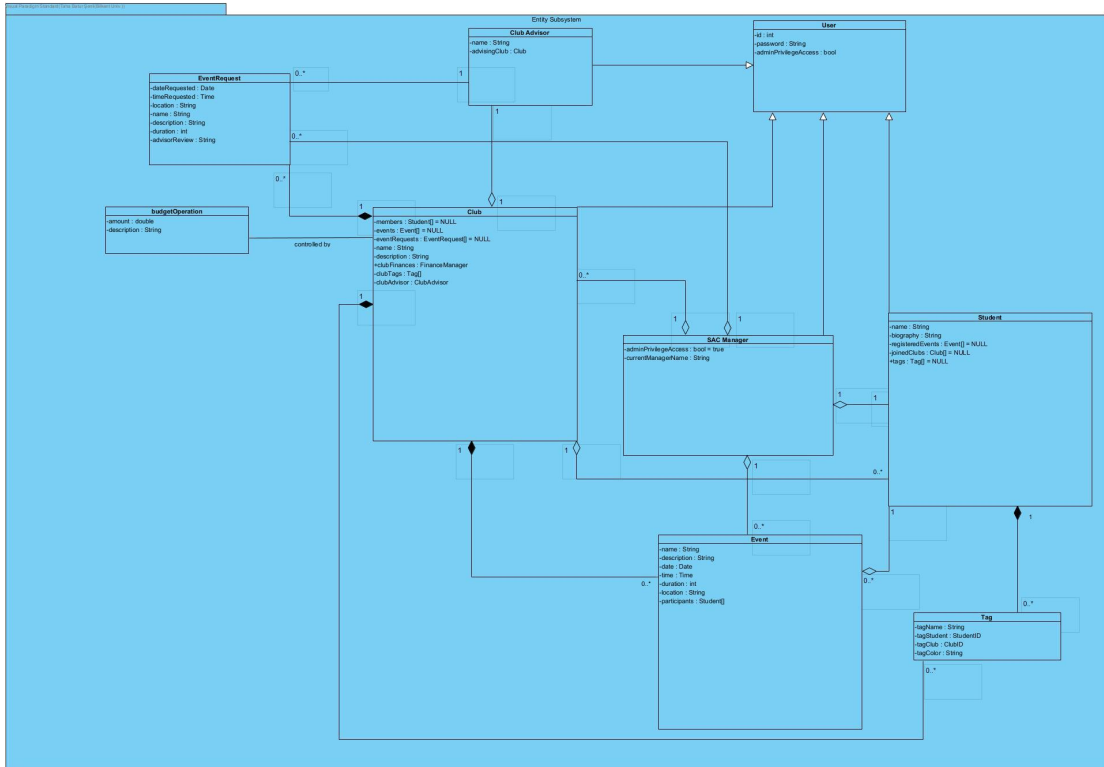 Entity Subsystem
Club Advisor
-name : String
-advisingClub : Club
User
-id : int
-password : String
-adminPrivilegeAccess : bool
EventRequest
-dateRequested : Date
-timeRequested : Time
-location : String
-name : String
-description : String
-duration : int
-advisorReview : String
0..*
1
0..*
1
0..*
budgetOperation
-amount : double
-description : String
controlled by
1
1
Club
-members : Student[] = NULL
-events : Event[] = NULL
-eventRequests : EventRequest[] = NULL
-name : String
-description : String
+clubFinances : FinanceManager
-clubTags : Tag[]
-clubAdvisor : ClubAdvisor
0..*
1
1
1
SAC Manager
-adminPrivilegeAccess : bool = true
-currentManagerName : String
Student
-name : String
-biography : String
-registeredEvents : Event[] = NULL
-joinedClubs : Club[] = NULL
+tags : Tag[] = NULL
1
1
1
1
1
0..*
0..*
1
1
Event
-name : String
-description : String
-date : Date
-time : Time
-duration : int
-location : String
-participants : Student[]
0..*
0..*
0..*
Tag
-tagName : String
-tagStudent : StudentID
-tagClub : ClubID
-tagColor : String
0..*